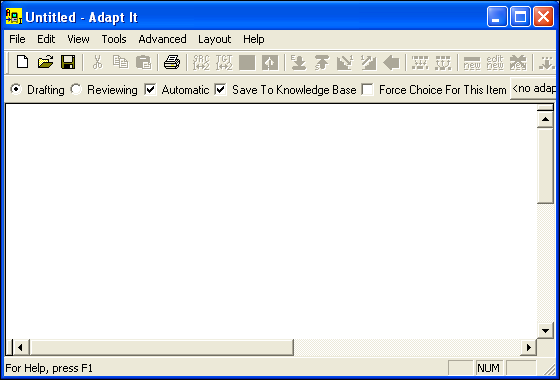 Untitled - Adapt It
File Edit View Tools Advanced Layout Help
SRC 1↔2 TGT 1↔2 new edit new new
Drafting Reviewing Automatic Save To Knowledge Base Force Choice For This Item <no adap
For Help, press F1 NUM